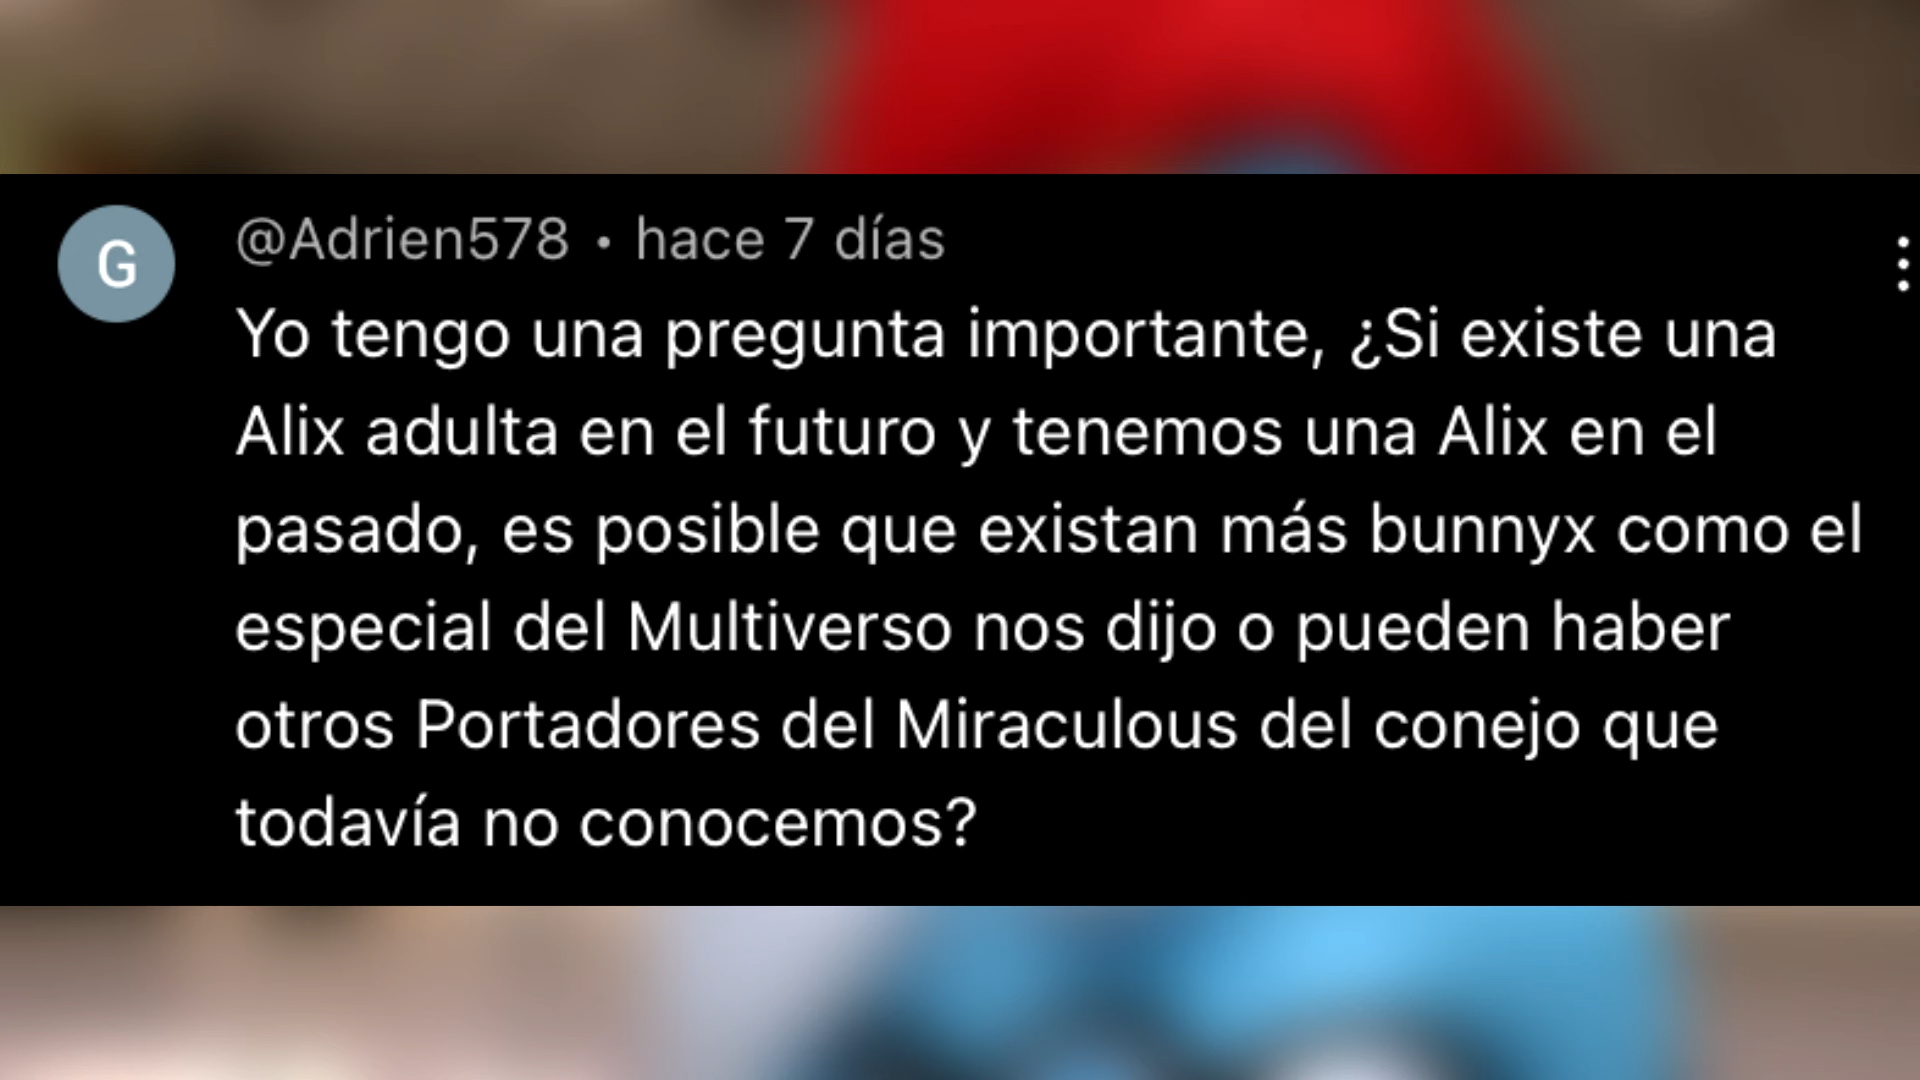 G
@Adrien578 • hace 7 días
Yo tengo una pregunta importante, ¿Si existe una
Alix adulta en el futuro y tenemos una Alix en el
pasado, es posible que existan más bunnyx como el
especial del Multiverso nos dijo o pueden haber
otros Portadores del Miraculous del conejo que
todavía no conocemos?